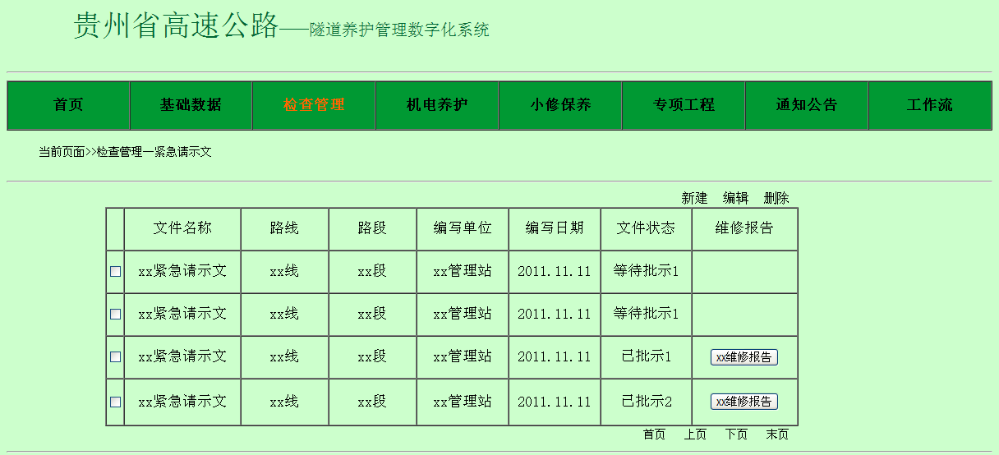 贵州省高速公路——隧道养护管理数字化系统
首页 基础数据 检查管理 机电养护 小修保养 专项工程 通知公告 工作流
当前页面>>检查管理—紧急请示文
新建 编辑 删除
文件名称 路线 路段 编写单位 编写日期 文件状态 维修报告
xx紧急请示文 xx线 xx段 xx管理站 2011.11.11 等待批示1
xx紧急请示文 xx线 xx段 xx管理站 2011.11.11 等待批示1
xx紧急请示文 xx线 xx段 xx管理站 2011.11.11 已批示1 xx维修报告
xx紧急请示文 xx线 xx段 xx管理站 2011.11.11 已批示2 xx维修报告
首页 上页 下页 末页